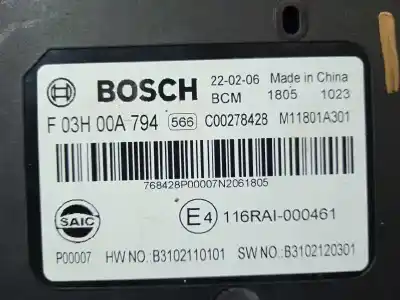 BOSCH 22-02-06 Made in China
BCM 1805 1023
F 03H 00A 794 566 C00278428 M11801A301
768428P00007N2061805
SAIC E4 116RAI-000461
P00007 HW NO.: B3102110101 SW NO.: B3102120301